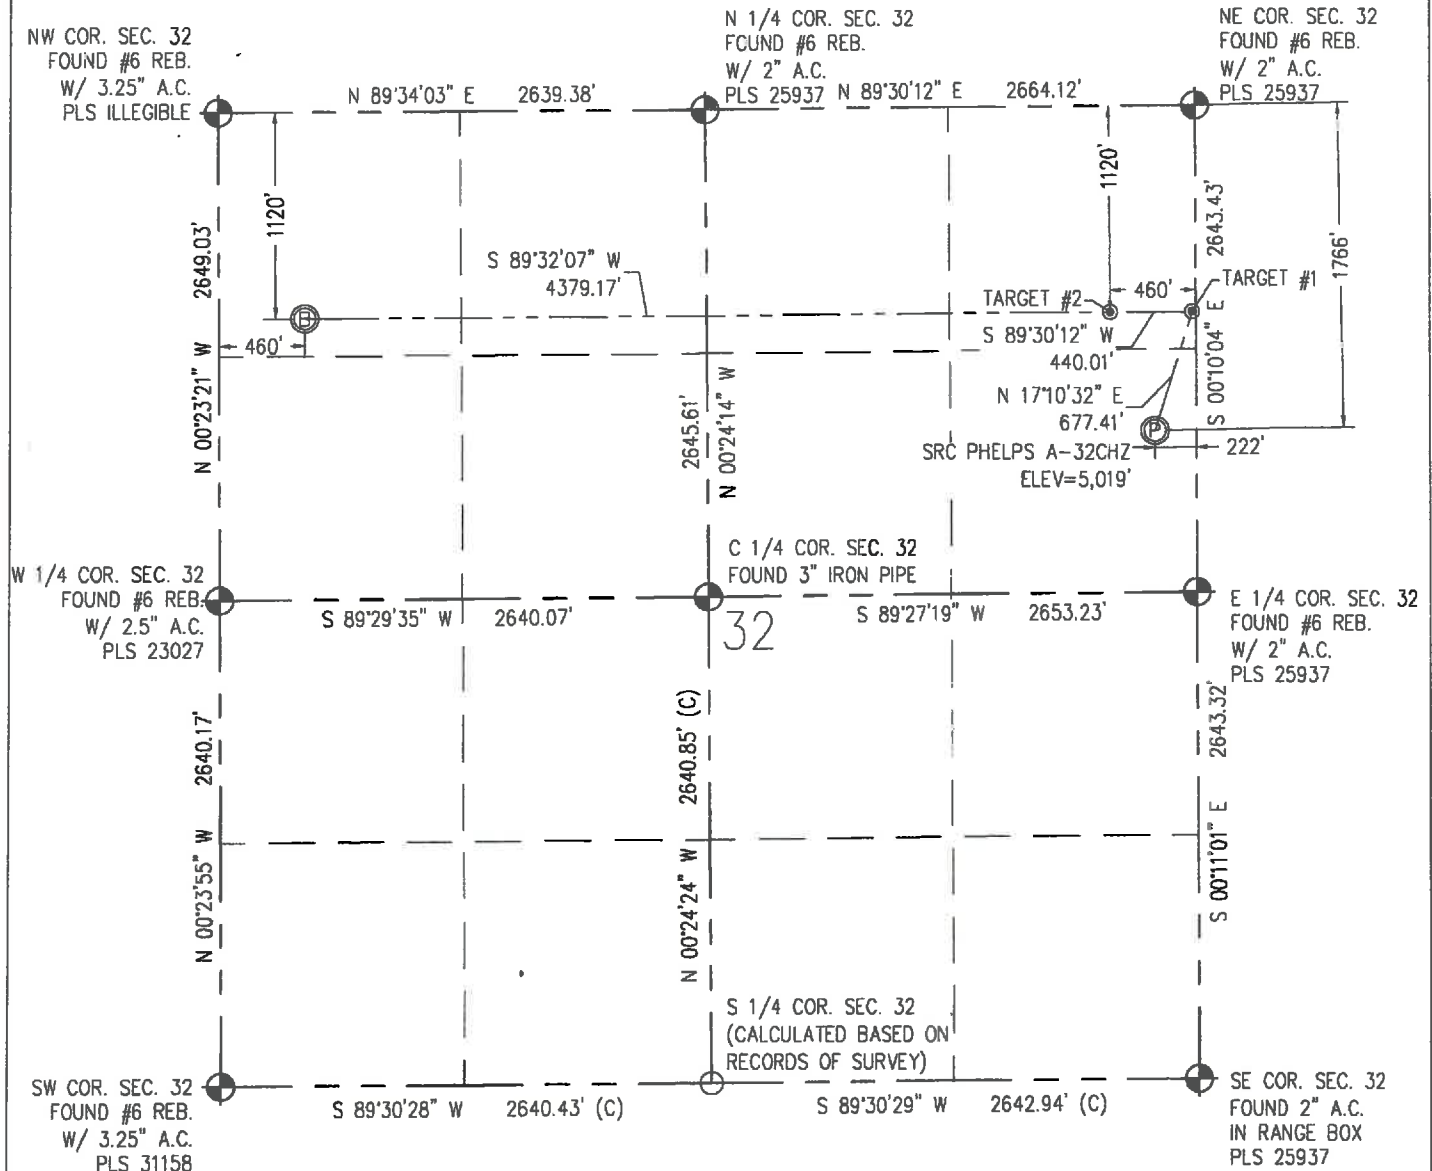 NW COR. SEC. 32
FOUND #6 REB.
W/ 3.25" A.C.
PLS ILLEGIBLE
N 89°34'03" E 2639.38'
N 1/4 COR. SEC. 32
FOUND #6 REB.
W/ 2" A.C.
PLS 25937
N 89°30'12" E 2664.12'
NE COR. SEC. 32
FOUND #6 REB.
W/ 2" A.C.
PLS 25937
1120'
1120'
2649.03'
N 00°23'21" W
2643.43'
S 00°10'04" E
1766'
S 89°32'07" W
4379.17'
B
460'
TARGET #2
460'
TARGET #1
S 89°30'12" W
440.01'
N 17°10'32" E
677.41'
P
SRC PHELPS A-32CHZ
ELEV=5,019'
222'
2645.61'
N 00°24'14" W
W 1/4 COR. SEC. 32
FOUND #6 REB.
W/ 2.5" A.C.
PLS 23027
S 89°29'35" W 2640.07'
C 1/4 COR. SEC. 32
FOUND 3" IRON PIPE
32
S 89°27'19" W 2653.23'
E 1/4 COR. SEC. 32
FOUND #6 REB.
W/ 2" A.C.
PLS 25937
2640.17'
N 00°23'55" W
2640.85' (C)
N 00°24'24" W
2643.32'
S 00°11'01" E
S 1/4 COR. SEC. 32
(CALCULATED BASED ON
RECORDS OF SURVEY)
SW COR. SEC. 32
FOUND #6 REB.
W/ 3.25" A.C.
PLS 31158
S 89°30'28" W 2640.43' (C)
S 89°30'29" W 2642.94' (C)
SE COR. SEC. 32
FOUND 2" A.C.
IN RANGE BOX
PLS 25937